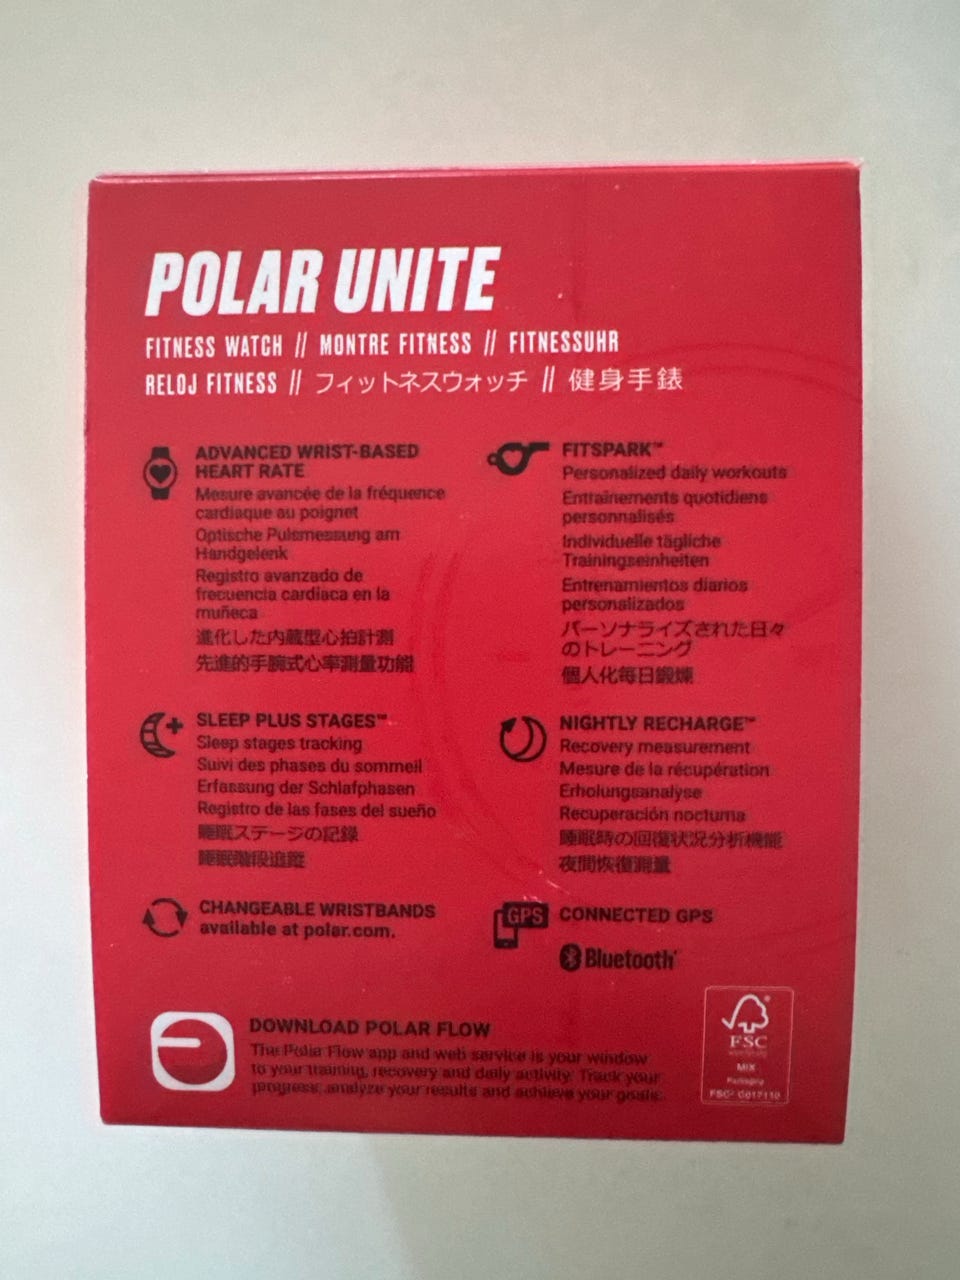 POLAR UNITE
FITNESS WATCH // MONTRE FITNESS // FITNESSUHR
RELOJ FITNESS // フィットネスウォッチ // 健身手錶
ADVANCED WRIST-BASED
HEART RATE
Mesure avancée de la fréquence
cardiaque au poignet
Optische Pulsmessung am
Handgelenk
Registro avanzado de
frecuencia cardiaca en la
muñeca
進化した内蔵型心拍計測
先進的手腕式心率測量功能
FITSPARK™
Personalized daily workouts
Entraînements quotidiens
personnalisés
Individuelle tägliche
Trainingseinheiten
Entrenamientos diarios
personalizados
パーソナライズされた日々
のトレーニング
個人化每日鍛煉
SLEEP PLUS STAGES™
Sleep stages tracking
Suivi des phases du sommeil
Erfassung der Schlafphasen
Registro de las fases del sueño
睡眠ステージの記録
睡眠階段追蹤
NIGHTLY RECHARGE™
Recovery measurement
Mesure de la récupération
Erholungsanalyse
Recuperación nocturna
睡眠時の回復状況分析機能
夜間恢復測量
CHANGEABLE WRISTBANDS
available at polar.com.
GPS
CONNECTED GPS
Bluetooth®
DOWNLOAD POLAR FLOW
The Polar Flow app and web service is your window
to your training, recovery and daily activity. Track your
progress, analyze your results and achieve your goals.
FSC
MIX
Packaging
FSC® C017110